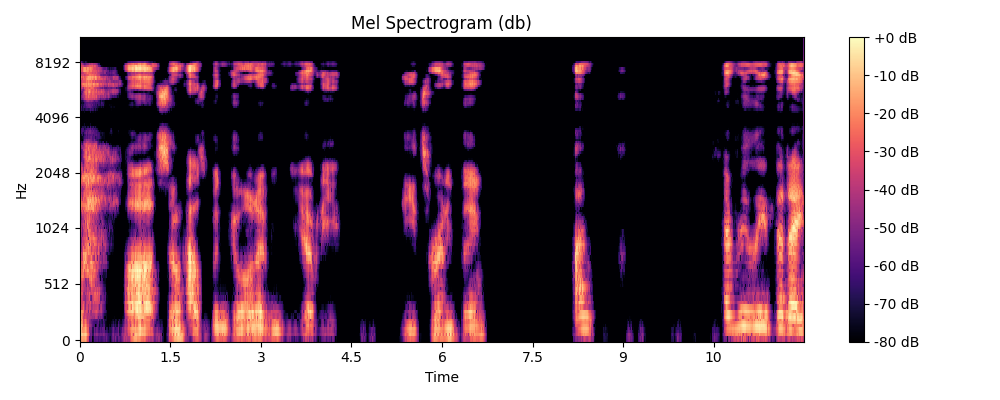 Mel Spectrogram (db)
8192
4096
2048
1024
512
0
Hz
0 1.5 3 4.5 6 7.5 9 10
Time
+0 dB
-10 dB
-20 dB
-30 dB
-40 dB
-50 dB
-60 dB
-70 dB
-80 dB